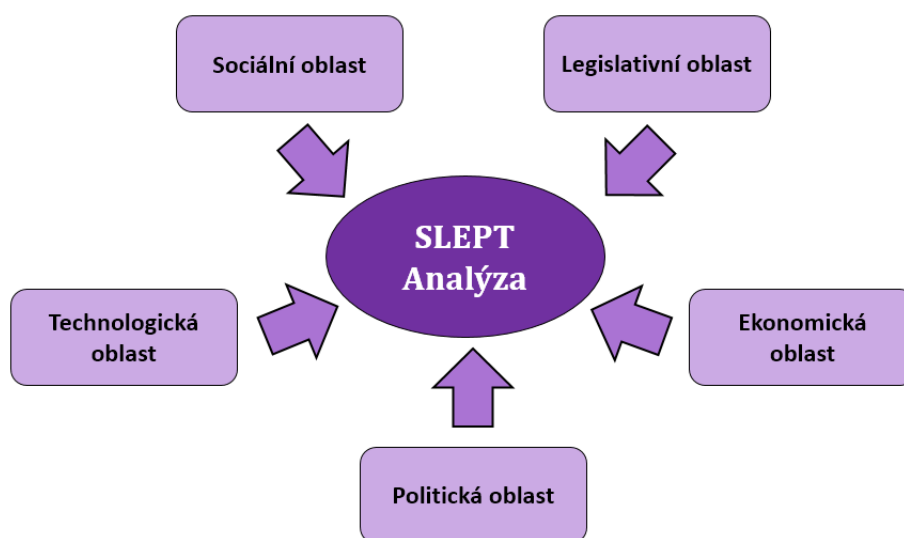 Sociální oblast
Legislativní oblast
SLEPT
Analýza
Technologická
oblast
Ekonomická
oblast
Politická oblast